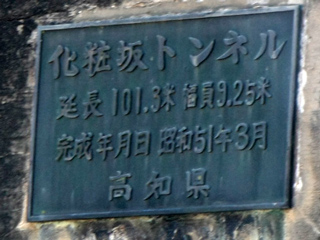 化粧坂トンネル
延長 101.3米 幅員9.25米
完成年月日 昭和51年3月
高知県